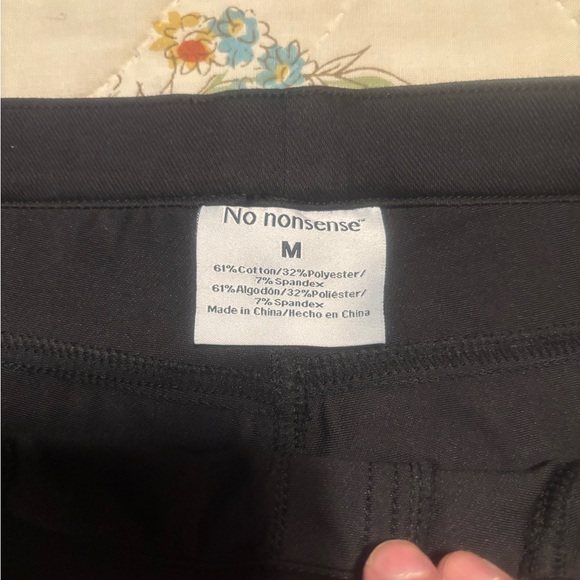 No nonsense™
M
61%Cotton/32%Polyester/
7%Spandex
61%Algodón/32%Poliéster/
7%Spandex
Made in China/Hecho en China